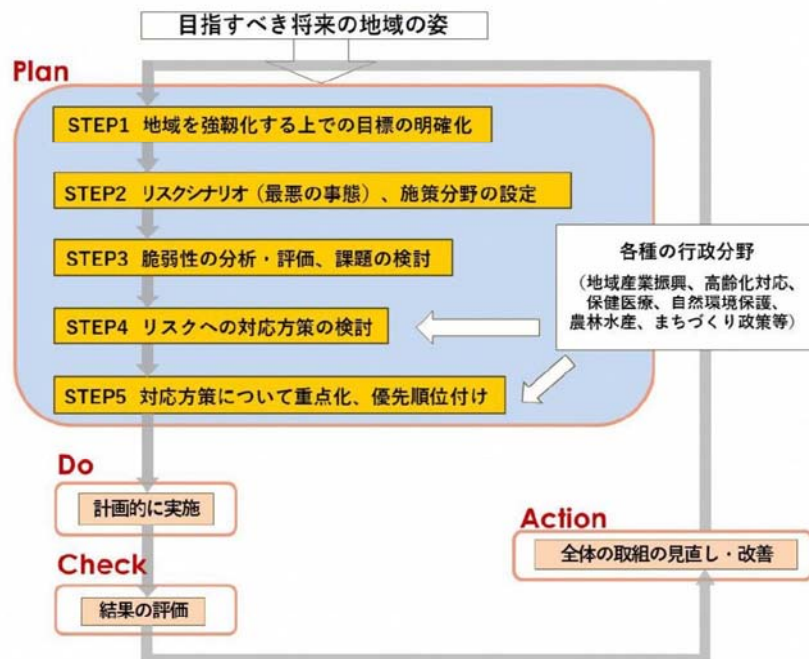 目指すべき将来の地域の姿
Plan
STEP1 地域を強靱化する上での目標の明確化
STEP2 リスクシナリオ（最悪の事態）、施策分野の設定
STEP3 脆弱性の分析・評価、課題の検討
STEP4 リスクへの対応方策の検討
STEP5 対応方策について重点化、優先順位付け
各種の行政分野
（地域産業振興、高齢化対応、
保健医療、自然環境保護、
農林水産、まちづくり政策等）
Do
計画的に実施
Check
結果の評価
Action
全体の取組の見直し・改善